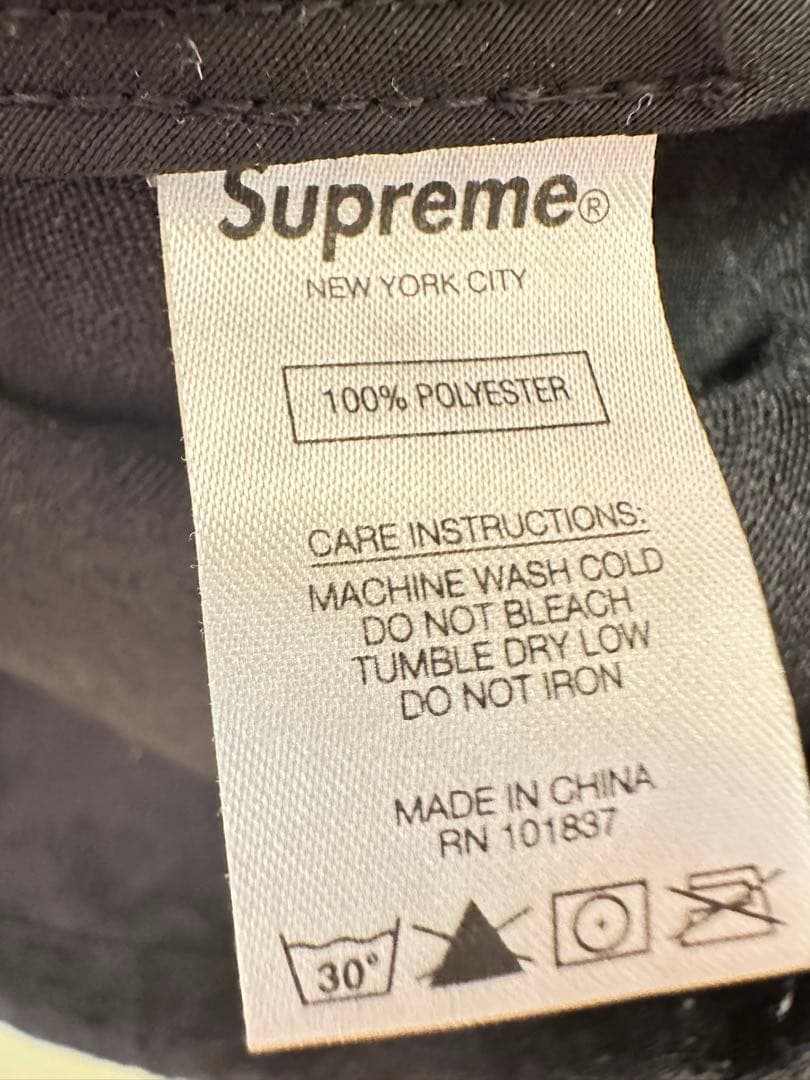 Supreme®
NEW YORK CITY
100% POLYESTER
CARE INSTRUCTIONS:
MACHINE WASH COLD
DO NOT BLEACH
TUMBLE DRY LOW
DO NOT IRON
MADE IN CHINA
RN 101837
30°